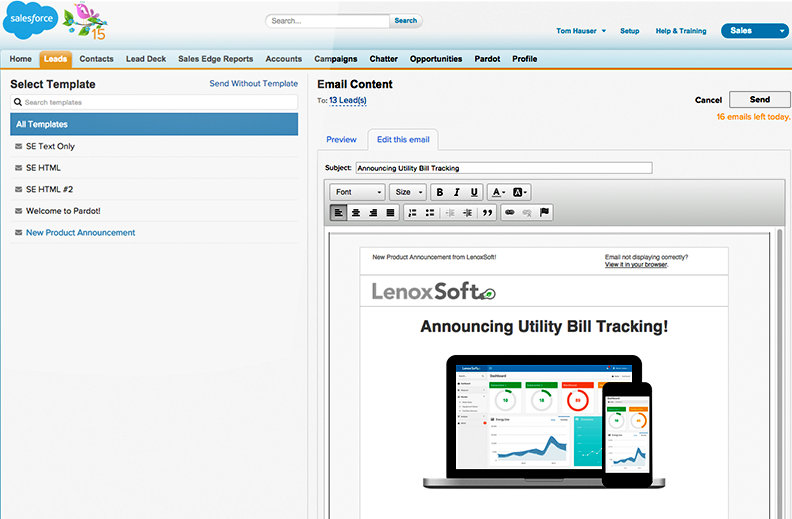 salesforce
15
Search...
Search
Tom Hauser
Setup
Help & Training
Sales
Home
Leads
Contacts
Lead Deck
Sales Edge Reports
Accounts
Campaigns
Chatter
Opportunities
Pardot
Profile
Select Template
Send Without Template
Search templates
All Templates
SE Text Only
SE HTML
SE HTML #2
Welcome to Pardot!
New Product Announcement
Email Content
To: 13 Lead(s)
Cancel
Send
16 emails left today.
Preview
Edit this email
Subject: Announcing Utility Bill Tracking
Font
Size
B
I
U
A
A
New Product Announcement from LenoxSoft!
Email not displaying correctly?
View it in your browser.
LenoxSoft
Announcing Utility Bill Tracking!
LenoxSoft
Dashboard
18
18
89
Energy Use
Dashboard